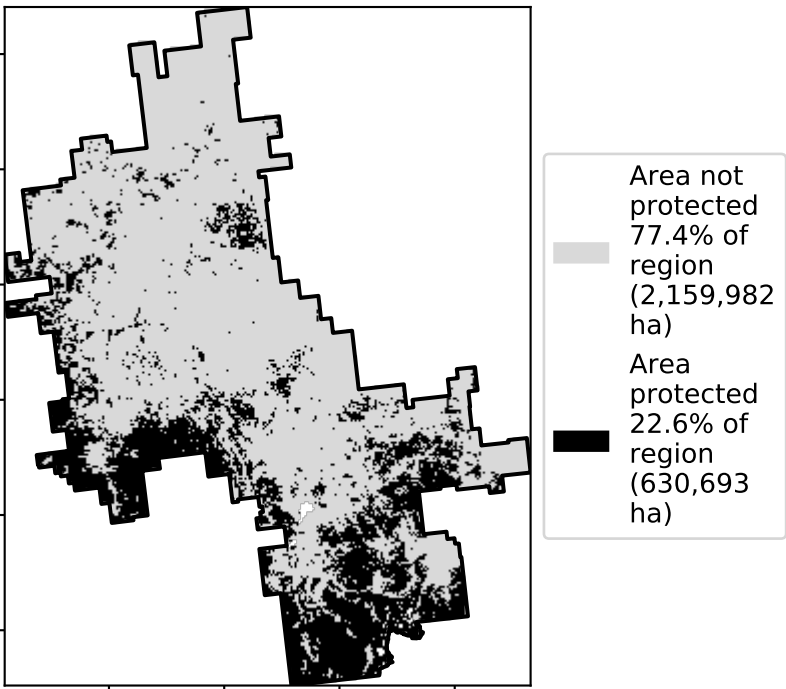 Area not
protected
77.4% of
region
(2,159,982
ha)
Area
protected
22.6% of
region
(630,693
ha)